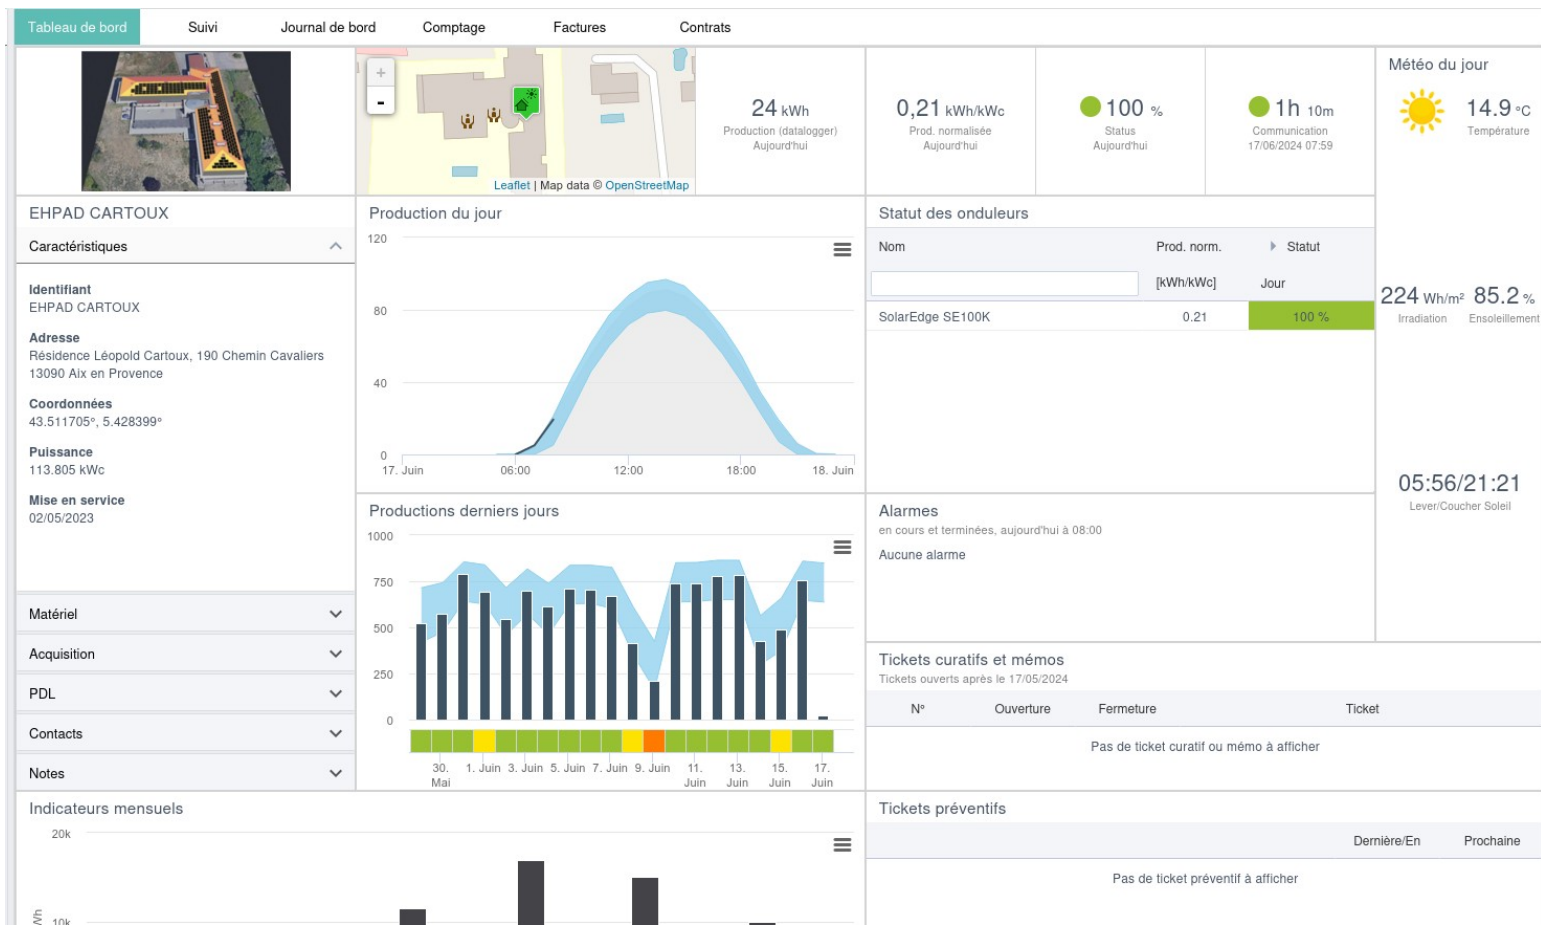 Tableau de bord
Suivi
Journal de bord
Comptage
Factures
Contrats
+
-
Leaflet | Map data © OpenStreetMap
24 kWh
Production (datalogger)
Aujourd'hui
0,21 kWh/kWc
Prod. normalisée
Aujourd'hui
100 %
Status
Aujourd'hui
1h 10m
Communication
17/06/2024 07:59
Météo du jour
14.9 °C
Température
224 Wh/m²
Irradiation
85.2 %
Ensoleillement
05:56/21:21
Lever/Coucher Soleil
EHPAD CARTOUX
Caractéristiques
Identifiant
EHPAD CARTOUX
Adresse
Résidence Léopold Cartoux, 190 Chemin Cavaliers
13090 Aix en Provence
Coordonnées
43.511705°, 5.428399°
Puissance
113.805 kWc
Mise en service
02/05/2023
Matériel
Acquisition
PDL
Contacts
Notes
Production du jour
120
80
40
0
17. Juin
06:00
12:00
18:00
18. Juin
Productions derniers jours
1000
750
500
250
0
30. Mai
1. Juin
3. Juin
5. Juin
7. Juin
9. Juin
11. Juin
13. Juin
15. Juin
17. Juin
Statut des onduleurs
Nom
Prod. norm.
Statut
[kWh/kWc]
Jour
SolarEdge SE100K
0.21
100 %
Alarmes
en cours et terminées, aujourd'hui à 08:00
Aucune alarme
Tickets curatifs et mémos
Tickets ouverts après le 17/05/2024
N°
Ouverture
Fermeture
Ticket
Pas de ticket curatif ou mémo à afficher
Indicateurs mensuels
20k
10k
Tickets préventifs
Dernière/En
Prochaine
Pas de ticket préventif à afficher